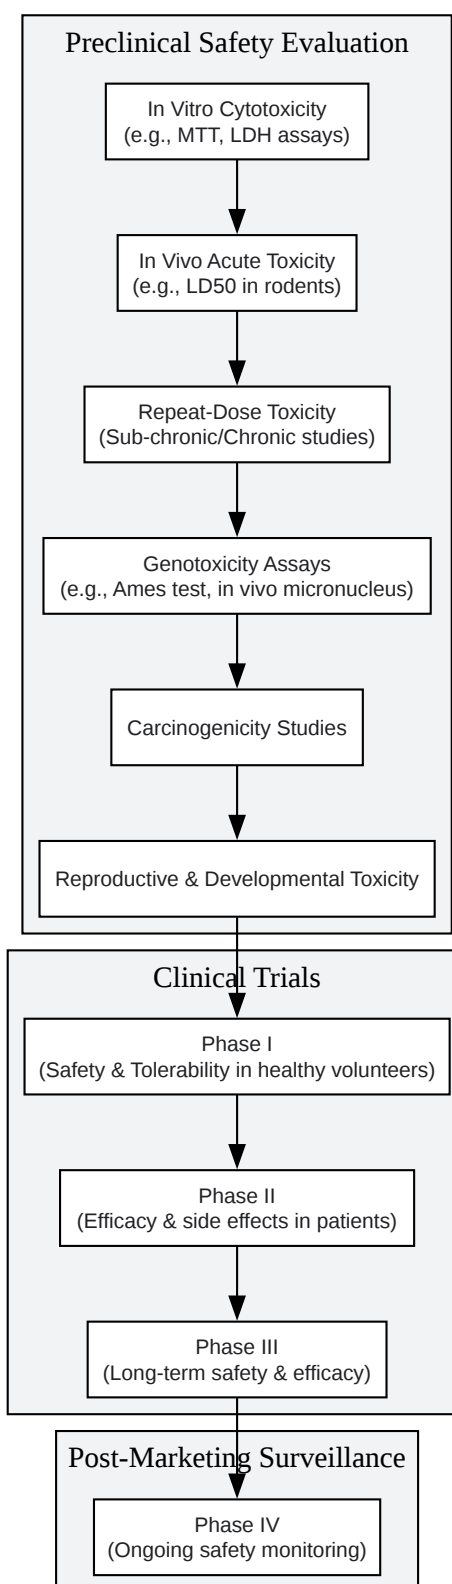 Preclinical Safety Evaluation
In Vitro Cytotoxicity
(e.g., MTT, LDH assays)
In Vivo Acute Toxicity
(e.g., LD50 in rodents)
Repeat-Dose Toxicity
(Sub-chronic/Chronic studies)
Genotoxicity Assays
(e.g., Ames test, in vivo micronucleus)
Carcinogenicity Studies
Reproductive & Developmental Toxicity
Clinical Trials
Phase I
(Safety & Tolerability in healthy volunteers)
Phase II
(Efficacy & side effects in patients)
Phase III
(Long-term safety & efficacy)
Post-Marketing Surveillance
Phase IV
(Ongoing safety monitoring)